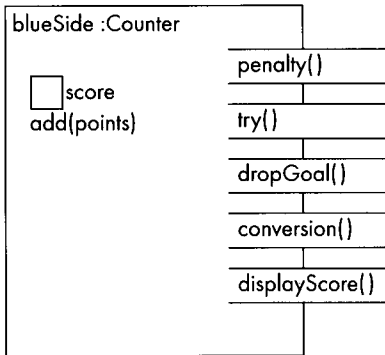 blueSide :Counter
score
add(points)
penalty()
try()
dropGoal()
conversion()
displayScore()